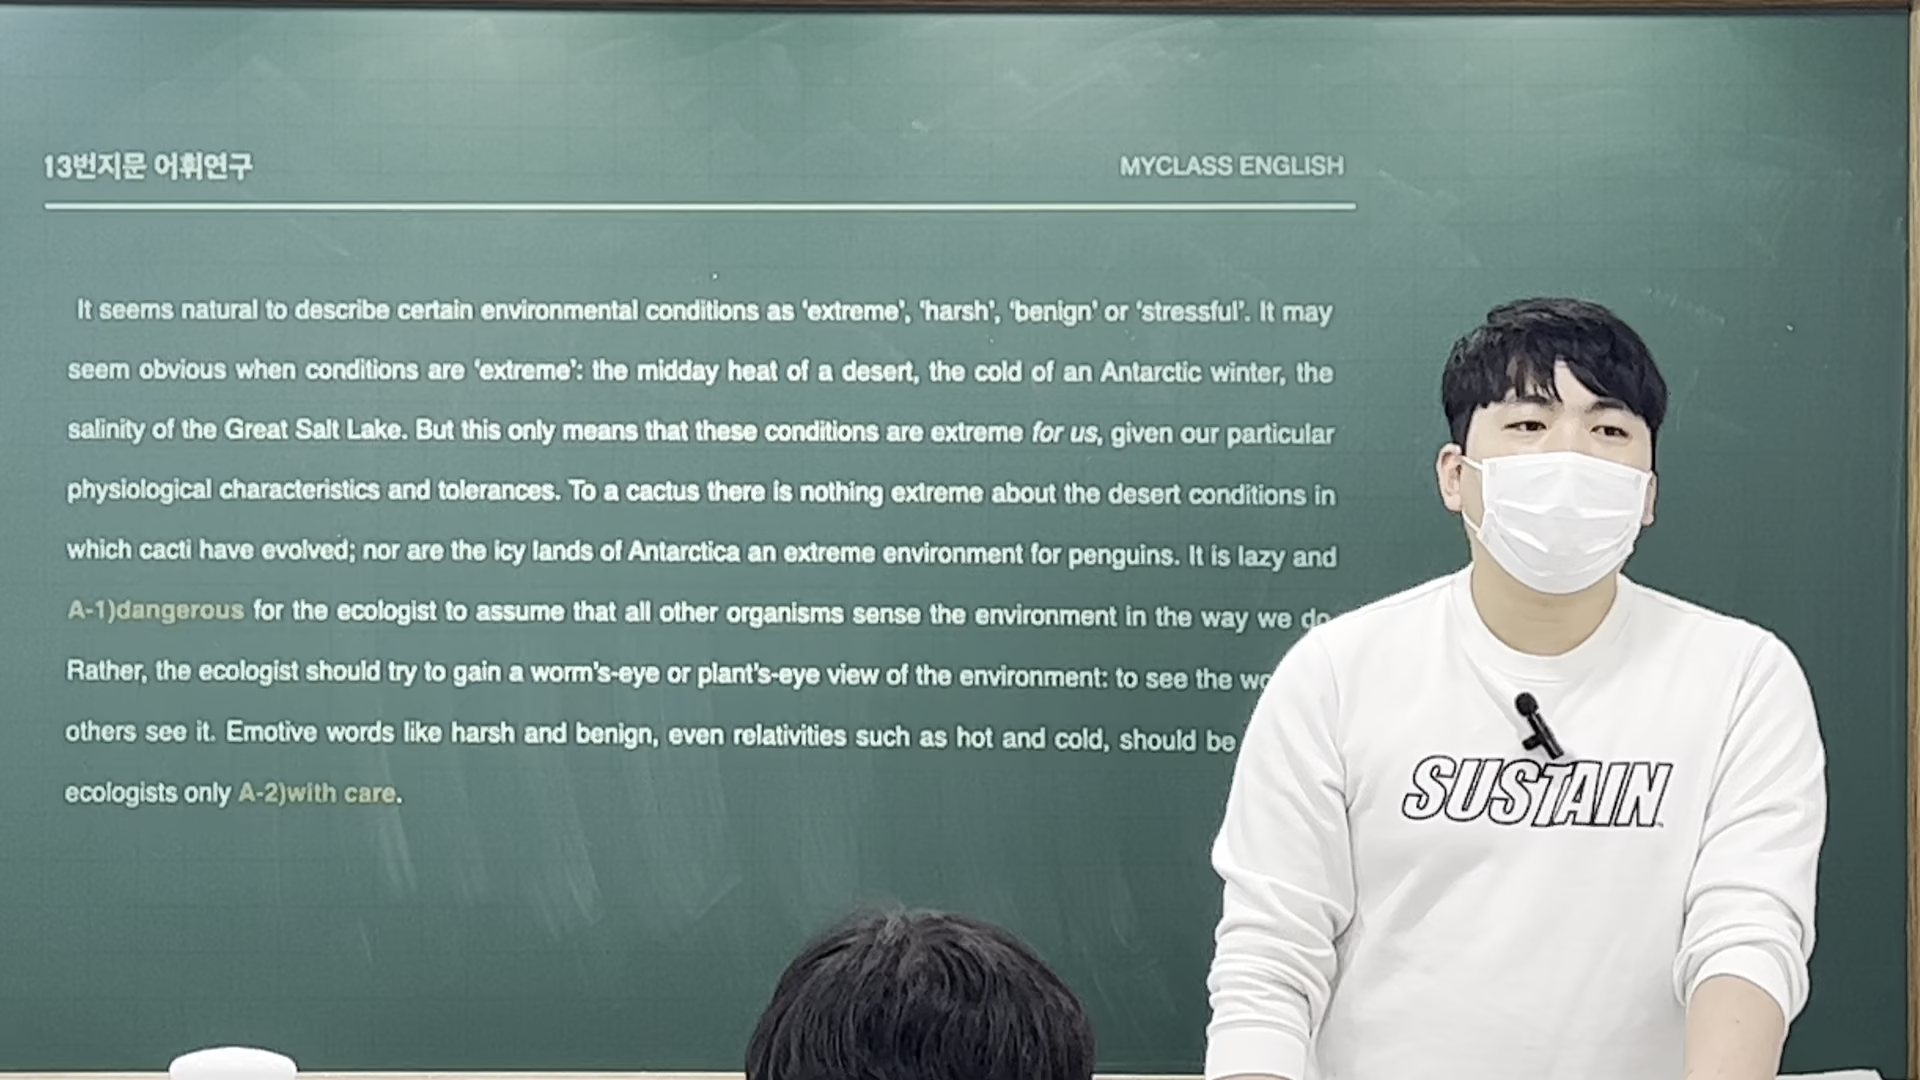 13번지문 어휘연구
MYCLASS ENGLISH
It seems natural to describe certain environmental conditions as 'extreme', 'harsh', 'benign' or 'stressful'. It may
seem obvious when conditions are 'extreme': the midday heat of a desert, the cold of an Antarctic winter, the
salinity of the Great Salt Lake. But this only means that these conditions are extreme for us, given our particular
physiological characteristics and tolerances. To a cactus there is nothing extreme about the desert conditions in
which cacti have evolved; nor are the icy lands of Antarctica an extreme environment for penguins. It is lazy and
A-1)dangerous for the ecologist to assume that all other organisms sense the environment in the way we do
Rather, the ecologist should try to gain a worm's-eye or plant's-eye view of the environment: to see the
others see it. Emotive words like harsh and benign, even relativities such as hot and cold, should be
ecologists only A-2)with care.
SUSTAIN